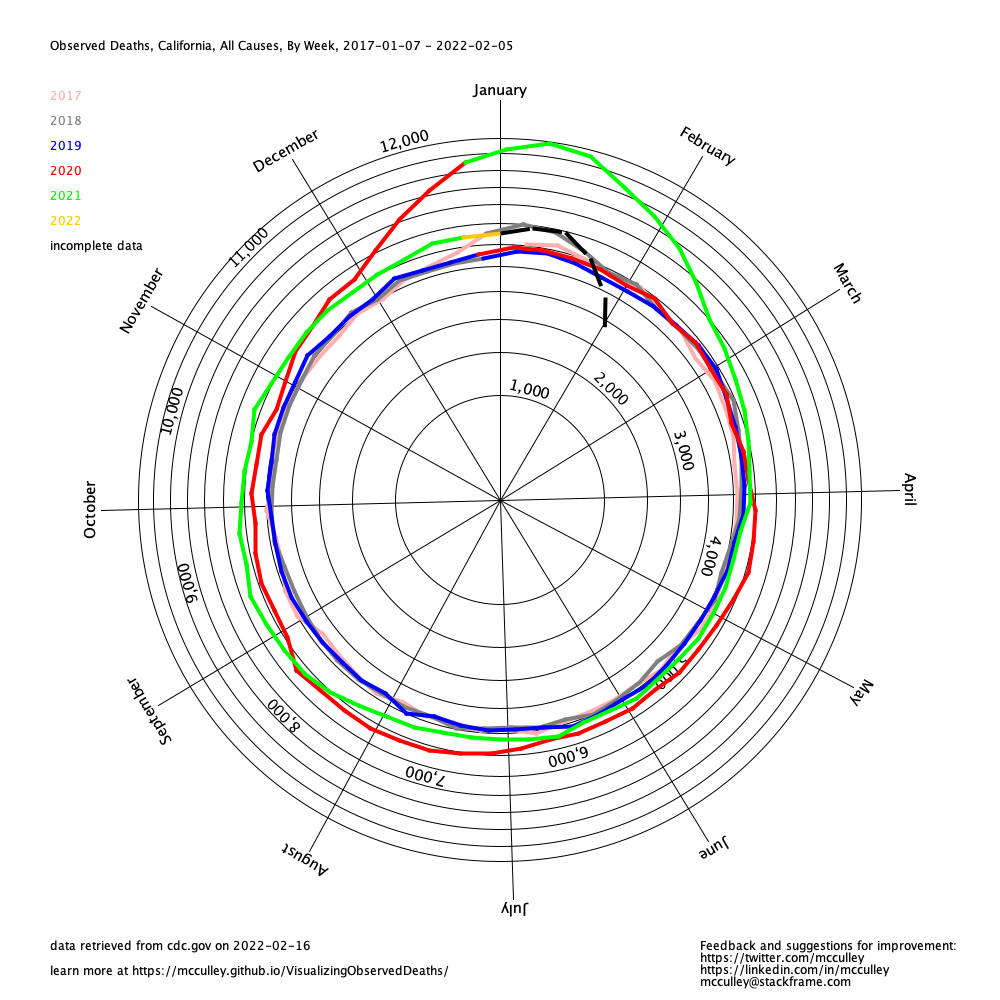 Observed Deaths, California, All Causes, By Week, 2017-01-07 - 2022-02-05
2017
2018
2019
2020
2021
2022
incomplete data
January
February
March
April
May
June
July
August
September
October
November
December
1,000
2,000
3,000
4,000
5,000
6,000
7,000
8,000
9,000
10,000
11,000
12,000
data retrieved from cdc.gov on 2022-02-16
learn more at https://mcculley.github.io/VisualizingObservedDeaths/
Feedback and suggestions for improvement:
https://twitter.com/mcculley
https://linkedin.com/in/mcculley
mcculley@stackframe.com